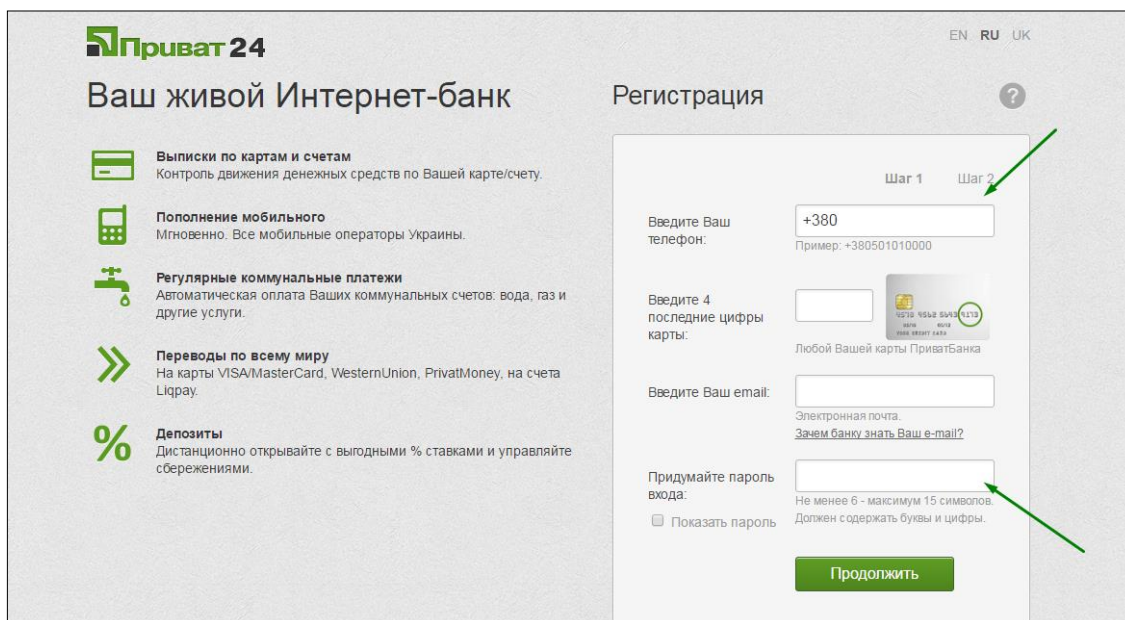 Приват24
EN RU UK
Ваш живой Интернет-банк
Выписки по картам и счетам
Контроль движения денежных средств по Вашей карте/счету.
Пополнение мобильного
Мгновенно. Все мобильные операторы Украины.
Регулярные коммунальные платежи
Автоматическая оплата Ваших коммунальных счетов: вода, газ и
другие услуги.
Переводы по всему миру
На карты VISA/MasterCard, WesternUnion, PrivatMoney, на счета
Liqpay.
%
Депозиты
Дистанционно открывайте с выгодными % ставками и управляйте
сбережениями.
Регистрация
?
Шаг 1 Шаг 2
Введите Ваш
телефон:
+380
Пример: +380501010000
Введите 4
последние цифры
карты:
4570 9562 5643 9173
Любой Вашей карты ПриватБанка
Введите Ваш email:
Электронная почта.
Зачем банку знать Ваш e-mail?
Придумайте пароль
входа:
Не менее 6 - максимум 15 символов.
Должен содержать буквы и цифры.
Показать пароль
Продолжить